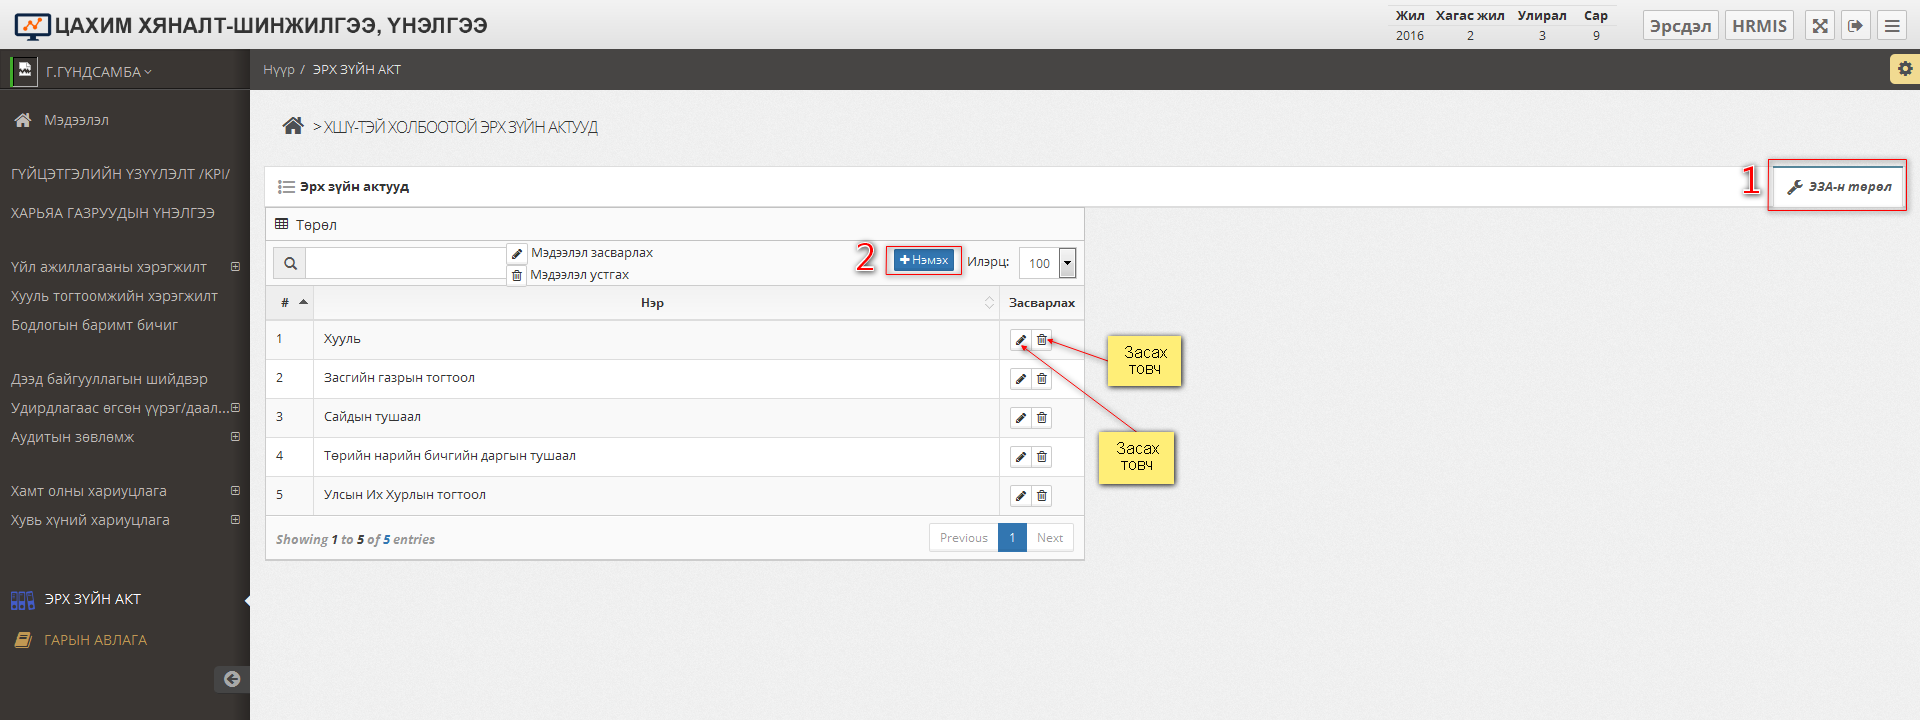 ЦАХИМ ХЯНАЛТ-ШИНЖИЛГЭЭ, ҮНЭЛГЭЭ
Жил Хагас жил Улирал Сар
2016 2 3 9
Эрсдэл HRMIS
Г.ГҮНДСАМБА
Нүүр / ЭРХ ЗҮЙН АКТ
Мэдээлэл
ГҮЙЦЭТГЭЛИЙН ҮЗҮҮЛЭЛТ /KPI/
ХАРЬЯА ГАЗРУУДЫН ҮНЭЛГЭЭ
Үйл ажиллагааны хэрэгжилт
Хууль тогтоомжийн хэрэгжилт
Бодлогын баримт бичиг
Дээд байгууллагын шийдвэр
Удирдлагаас өгсөн үүрэг/даал...
Аудитын зөвлөмж
Хамт олны хариуцлага
Хувь хүний хариуцлага
ЭРХ ЗҮЙН АКТ
ГАРЫН АВЛАГА
> ХШҮ-ТЭЙ ХОЛБООТОЙ ЭРХ ЗҮЙН АКТУУД
Эрх зүйн актууд
1 ЭЗА-н төрөл
Төрөл
Мэдээлэл засварлах
Мэдээлэл устгах
2 Нэмэх Илэрц: 100
# Нэр Засварлах
1 Хууль
2 Засгийн газрын тогтоол
3 Сайдын тушаал
4 Төрийн нарийн бичгийн даргын тушаал
5 Улсын Их Хурлын тогтоол
Showing 1 to 5 of 5 entries
Previous 1 Next
Засах
товч
Засах
товч